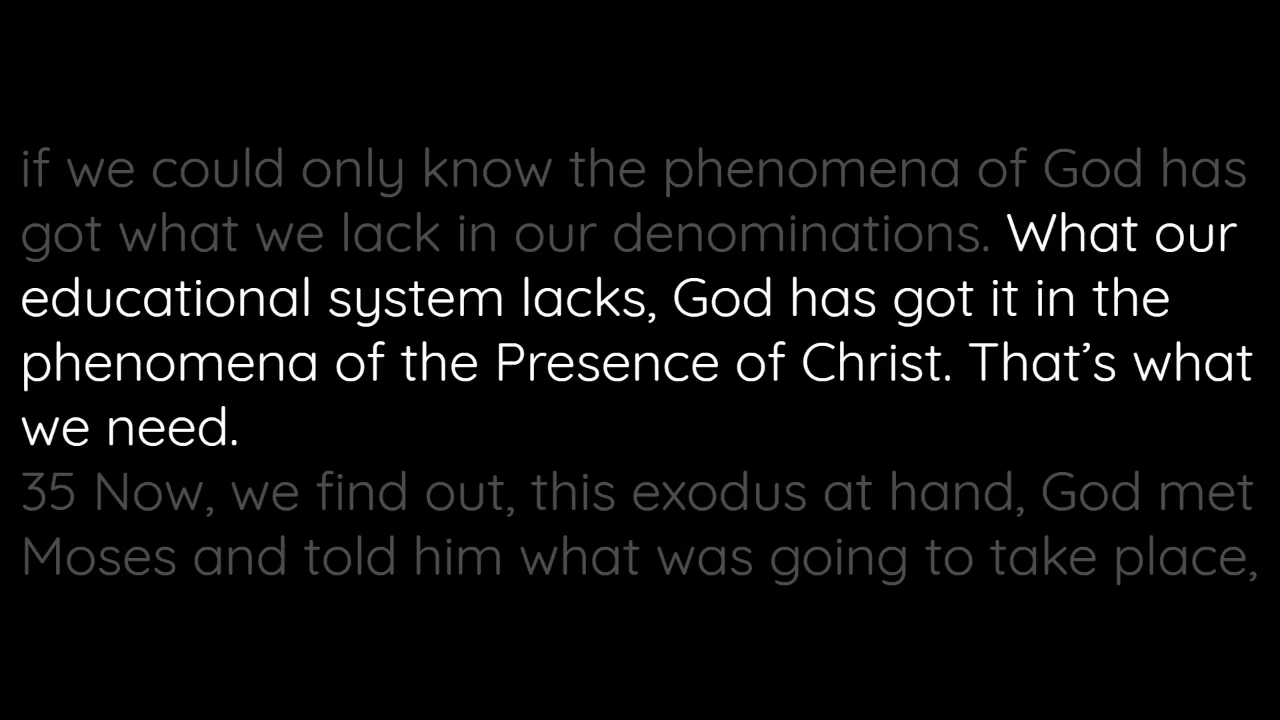 if we could only know the phenomena of God has
got what we lack in our denominations. What our
educational system lacks, God has got it in the
phenomena of the Presence of Christ. That’s what
we need.
35 Now, we find out, this exodus at hand, God met
Moses and told him what was going to take place,